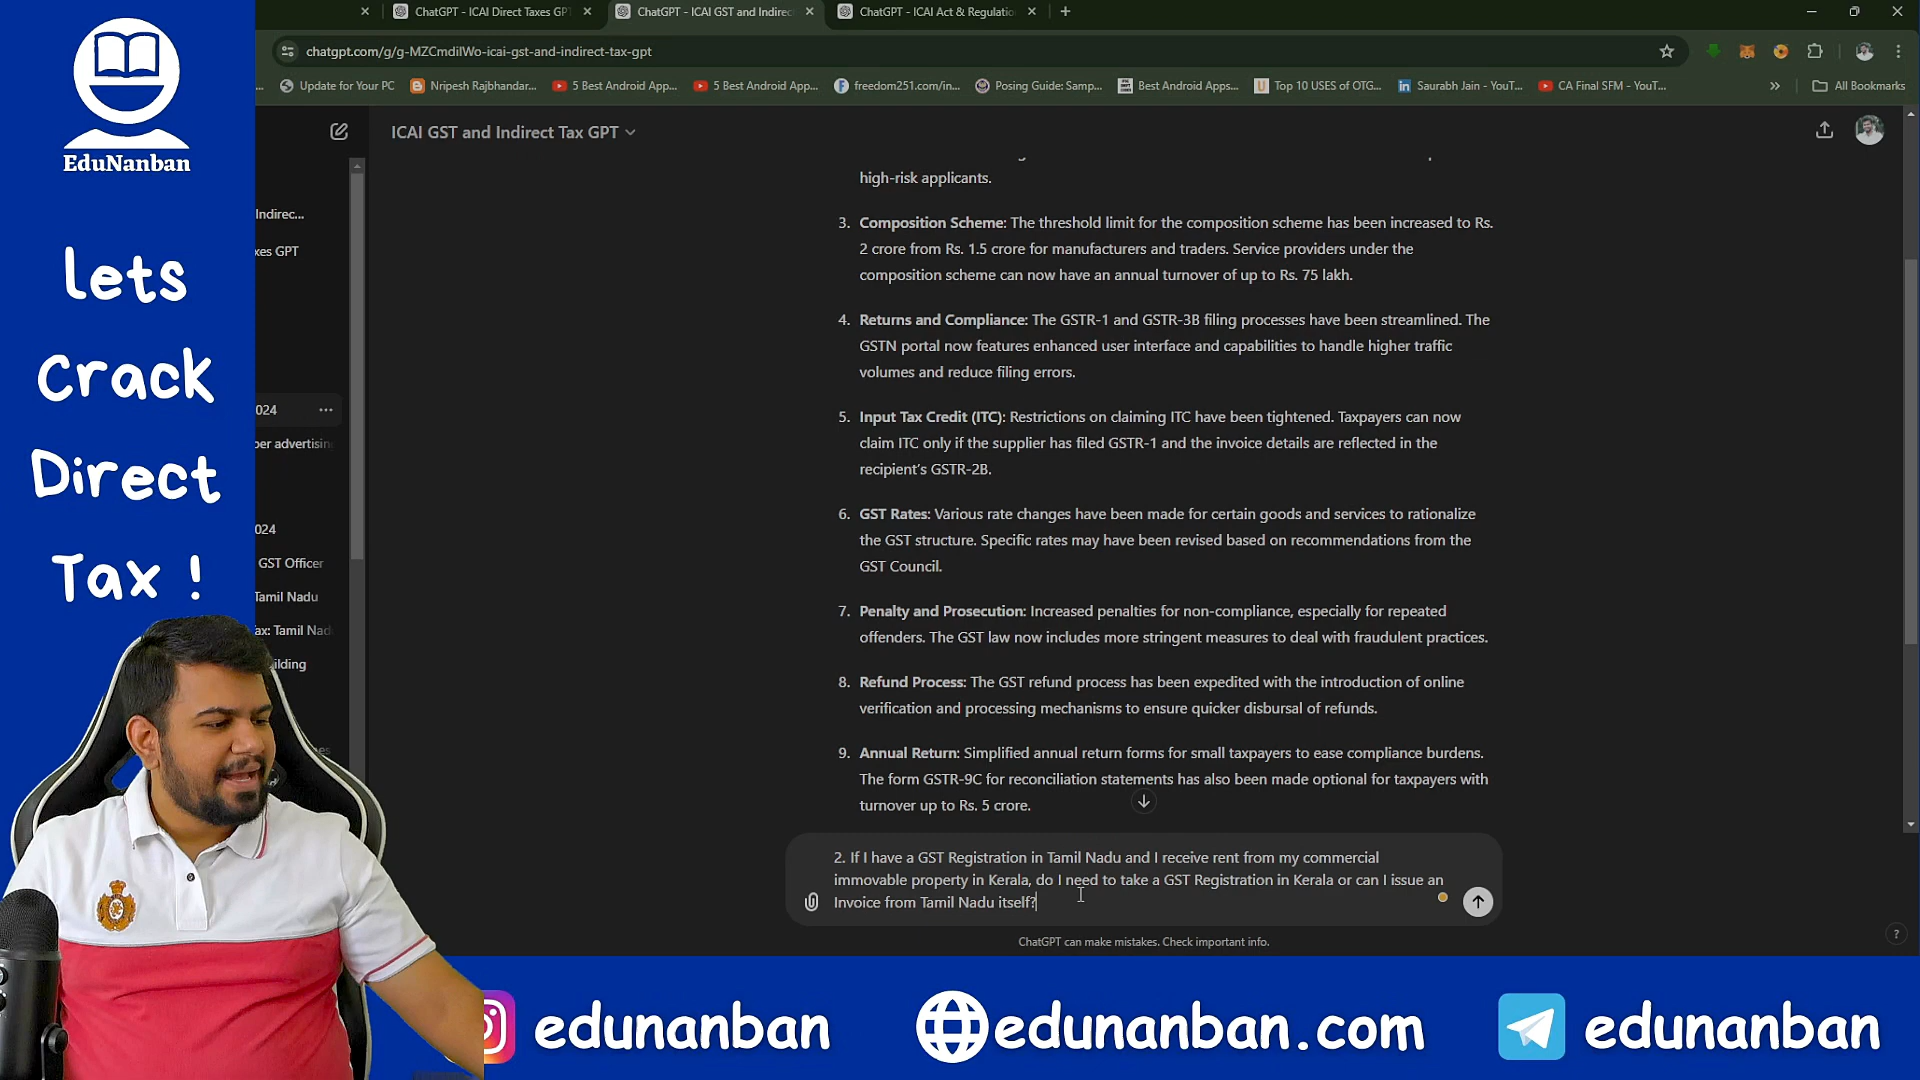 ChatGPT - ICAI Direct Taxes GPT
ChatGPT - ICAI GST and Indirec
ChatGPT - ICAI Act & Regulatio
chatgpt.com/g/g-MZCmdilWo-icai-gst-and-indirect-tax-gpt
Update for Your PC
Nripesh Rajbhandar...
5 Best Android App...
5 Best Android App...
freedom251.com/in...
Posing Guide: Samp...
Best Android Apps...
Top 10 USES of OTG...
Saurabh Jain - YouT...
CA Final SFM - YouT...
All Bookmarks
EduNanban
lets
Crack
Direct
Tax !
Indirec...
xes GPT
024
per advertisin
024
GST Officer
Tamil Nadu
ax: Tamil Nad
ilding
ICAI GST and Indirect Tax GPT
high-risk applicants.
3. Composition Scheme: The threshold limit for the composition scheme has been increased to Rs.
2 crore from Rs. 1.5 crore for manufacturers and traders. Service providers under the
composition scheme can now have an annual turnover of up to Rs. 75 lakh.
4. Returns and Compliance: The GSTR-1 and GSTR-3B filing processes have been streamlined. The
GSTN portal now features enhanced user interface and capabilities to handle higher traffic
volumes and reduce filing errors.
5. Input Tax Credit (ITC): Restrictions on claiming ITC have been tightened. Taxpayers can now
claim ITC only if the supplier has filed GSTR-1 and the invoice details are reflected in the
recipient's GSTR-2B.
6. GST Rates: Various rate changes have been made for certain goods and services to rationalize
the GST structure. Specific rates may have been revised based on recommendations from the
GST Council.
7. Penalty and Prosecution: Increased penalties for non-compliance, especially for repeated
offenders. The GST law now includes more stringent measures to deal with fraudulent practices.
8. Refund Process: The GST refund process has been expedited with the introduction of online
verification and processing mechanisms to ensure quicker disbursal of refunds.
9. Annual Return: Simplified annual return forms for small taxpayers to ease compliance burdens.
The form GSTR-9C for reconciliation statements has also been made optional for taxpayers with
turnover up to Rs. 5 crore.
2. If I have a GST Registration in Tamil Nadu and I receive rent from my commercial
immovable property in Kerala, do I need to take a GST Registration in Kerala or can I issue an
Invoice from Tamil Nadu itself?
ChatGPT can make mistakes. Check important info.
?
edunanban
edunanban.com
edunanban